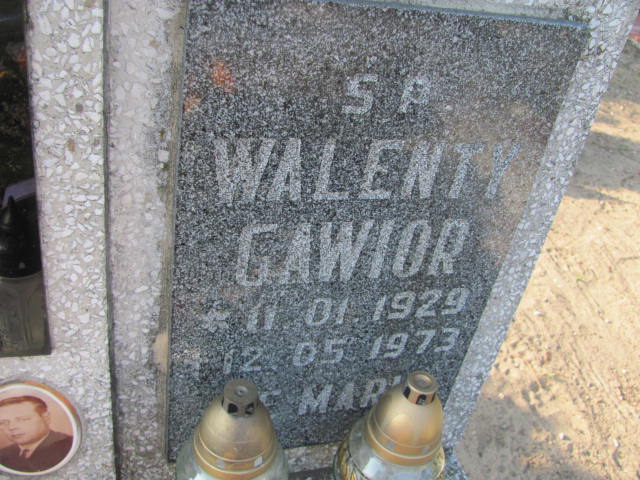 S P
WALENTY
GAWIOR
* 11 01 1929
† 12. 05 1973